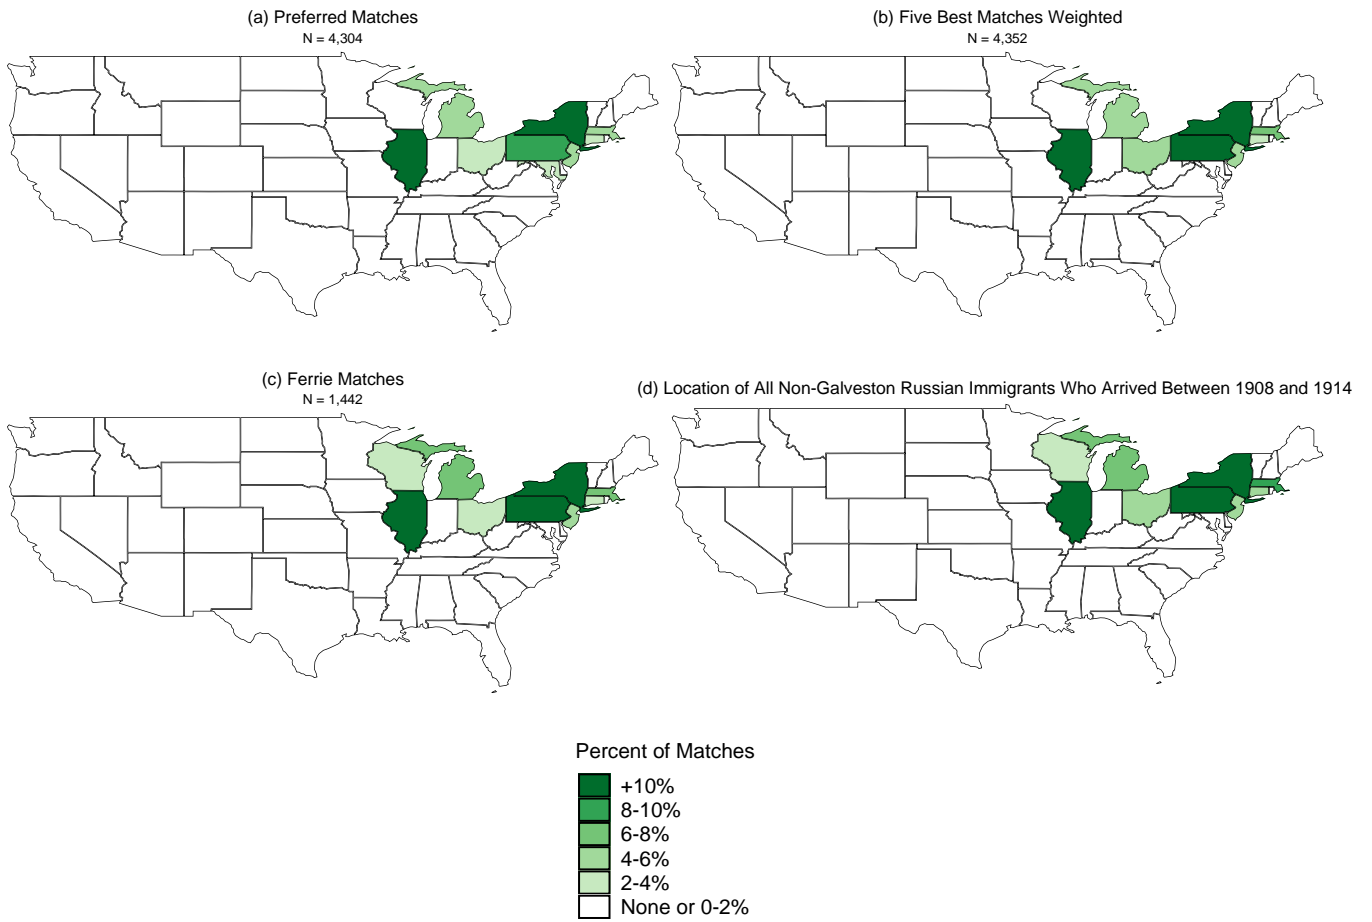 (a) Preferred Matches
N = 4,304
(b) Five Best Matches Weighted
N = 4,352
(c) Ferrie Matches
N = 1,442
(d) Location of All Non-Galveston Russian Immigrants Who Arrived Between 1908 and 1914
Percent of Matches
+10%
8-10%
6-8%
4-6%
2-4%
None or 0-2%